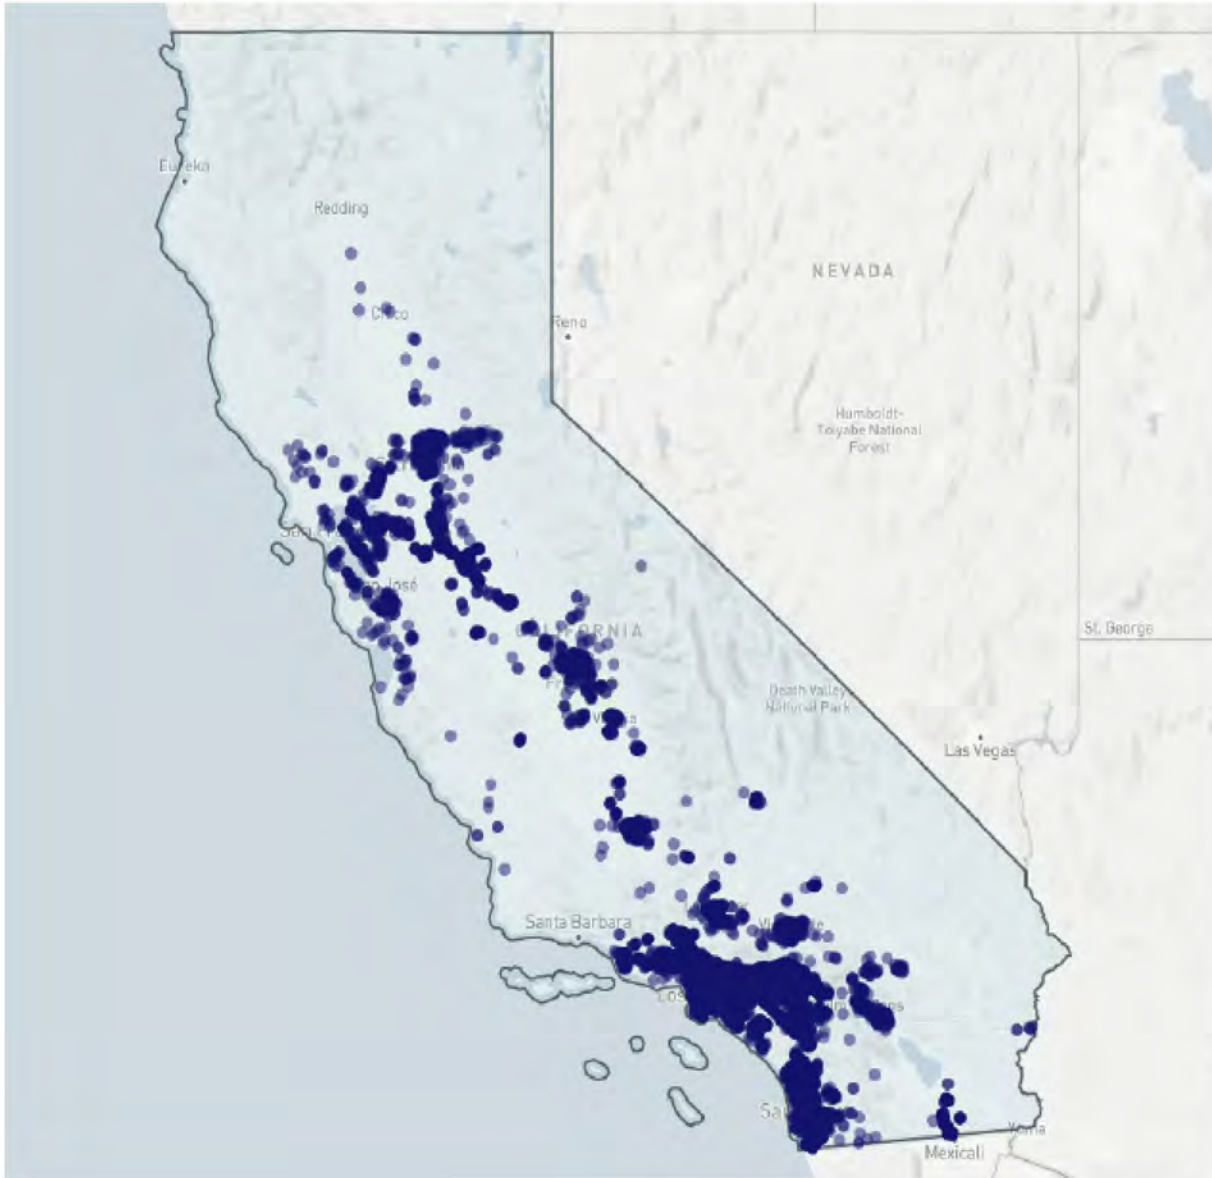 Eureka
Redding
NEVADA
Chico
Reno
Humboldt-
Toiyabe National
Forest
San José
CALIFORNIA
St. George
Death Valley
National Park
Las Vegas
Santa Barbara
Los
Yuma
Mexicali